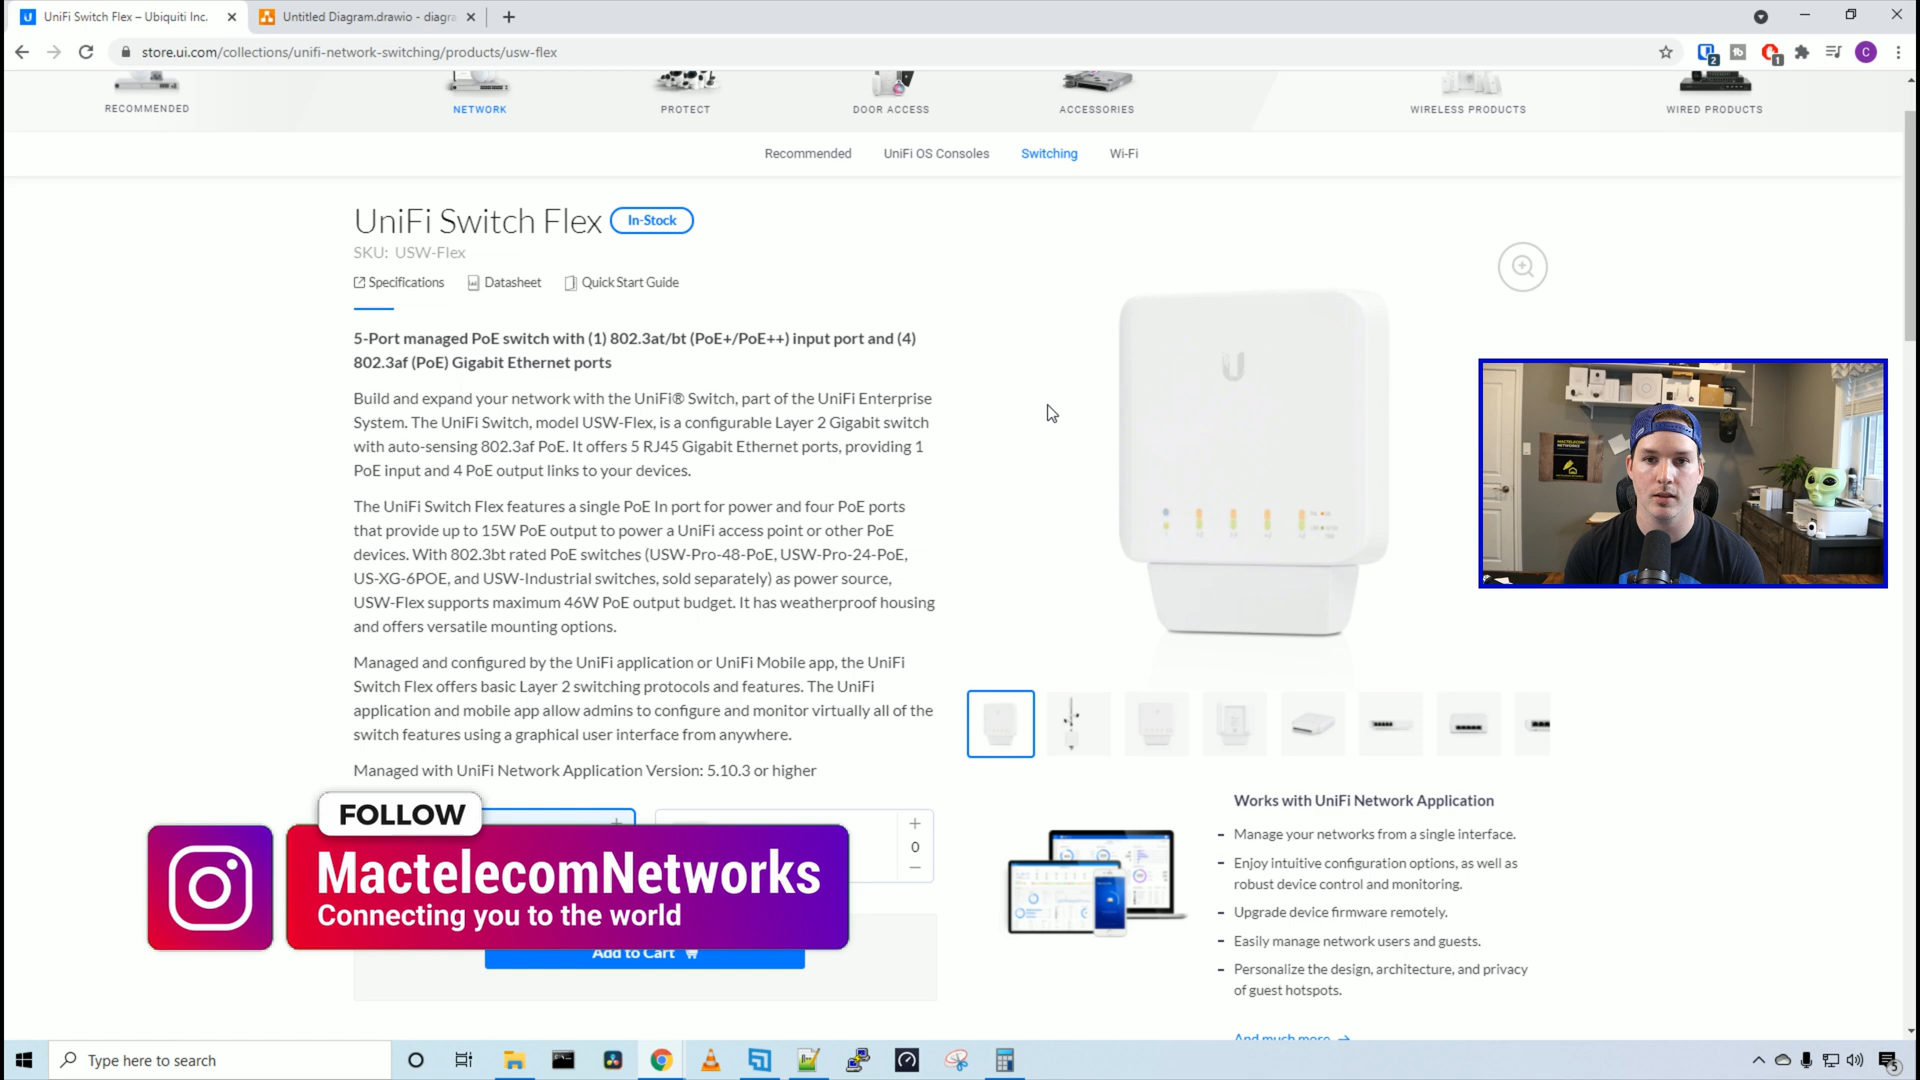 UniFi Switch Flex – Ubiquiti Inc.
Untitled Diagram.drawio - diagra
store.ui.com/collections/unifi-network-switching/products/usw-flex
2
1
C
RECOMMENDED
NETWORK
PROTECT
DOOR ACCESS
ACCESSORIES
WIRELESS PRODUCTS
WIRED PRODUCTS
Recommended
UniFi OS Consoles
Switching
Wi-Fi
UniFi Switch Flex
In-Stock
SKU: USW-Flex
Specifications
Datasheet
Quick Start Guide
5-Port managed PoE switch with (1) 802.3at/bt (PoE+/PoE++) input port and (4)
802.3af (PoE) Gigabit Ethernet ports
Build and expand your network with the UniFi® Switch, part of the UniFi Enterprise
System. The UniFi Switch, model USW-Flex, is a configurable Layer 2 Gigabit switch
with auto-sensing 802.3af PoE. It offers 5 RJ45 Gigabit Ethernet ports, providing 1
PoE input and 4 PoE output links to your devices.
The UniFi Switch Flex features a single PoE In port for power and four PoE ports
that provide up to 15W PoE output to power a UniFi access point or other PoE
devices. With 802.3bt rated PoE switches (USW-Pro-48-PoE, USW-Pro-24-PoE,
US-XG-6POE, and USW-Industrial switches, sold separately) as power source,
USW-Flex supports maximum 46W PoE output budget. It has weatherproof housing
and offers versatile mounting options.
Managed and configured by the UniFi application or UniFi Mobile app, the UniFi
Switch Flex offers basic Layer 2 switching protocols and features. The UniFi
application and mobile app allow admins to configure and monitor virtually all of the
switch features using a graphical user interface from anywhere.
Managed with UniFi Network Application Version: 5.10.3 or higher
MACTELECOM
NETWORKS
FOLLOW
MactelecomNetworks
Connecting you to the world
+
0
Add to Cart
Works with UniFi Network Application
- Manage your networks from a single interface.
- Enjoy intuitive configuration options, as well as
robust device control and monitoring.
- Upgrade device firmware remotely.
- Easily manage network users and guests.
- Personalize the design, architecture, and privacy
of guest hotspots.
And much more →
Type here to search
5